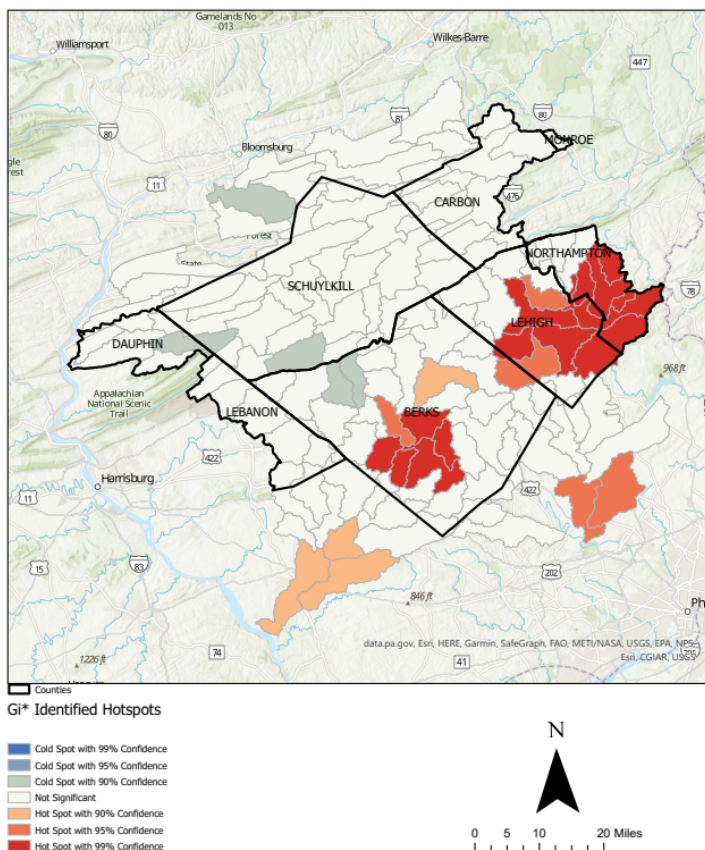 Gamelands No
013
Williamsport
Wilkes-Barre
447
80
81
80
Bloomsburg
MONROE
11
CARBON
476
Forest
State
NORTHAMPTON
SCHUYLKILL
78
LEHIGH
DAUPHIN
968 ft
Appalachian
National Scenic
Trail
LEBANON
BERKS
422
Harrisburg
422
11
83
202
15
846 ft
Ph
74
data.pa.gov, Esri, HERE, Garmin, SafeGraph, FAO, METI/NASA, USGS, EPA, NPS,
1226 ft
41
Esri, CGIAR, USGS
Counties
Gi* Identified Hotspots
N
Cold Spot with 99% Confidence
Cold Spot with 95% Confidence
Cold Spot with 90% Confidence
Not Significant
Hot Spot with 90% Confidence
Hot Spot with 95% Confidence
0 5 10 20 Miles
Hot Spot with 99% Confidence